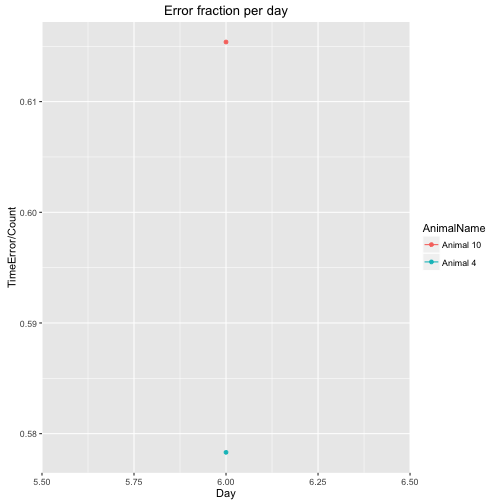 Error fraction per day
TimeError/Count
0.61
0.60
0.59
0.58
5.50 5.75 6.00 6.25 6.50
Day
AnimalName
Animal 10
Animal 4